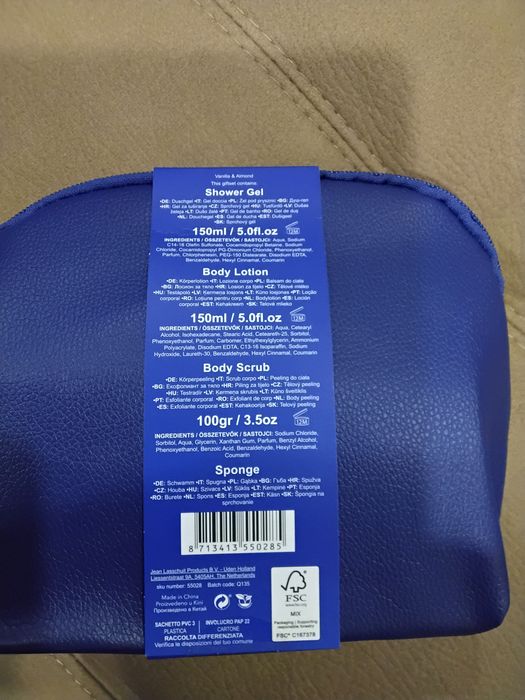 Vanilla & Almond
This giftset contains:
Shower Gel
•DE: Duschgel •IT: Gel doccia •PL: Żel pod prysznic •BG: Душ-гел
•HR: Gel za tuširanje •CZ: Sprchový gel •HU: Tusfürdő •LV: Dušas
želeja •LT: Dušo želė •PT: Gel de banho •RO: Gel de duş
•NL: Douchegel •ES: Gel de ducha •EST: Dušigeel
•SK: Sprchový gel
150ml / 5.0fl.oz 12M
INGREDIENTS / ÖSSZETEVŐK / SASTOJCI: Aqua, Sodium
C14-16 Olefin Sulfonate, Cocamidopropyl Betaine, Sodium
Chloride, Cocamidopropyl PG-Dimonium Chloride, Phenoxyethanol,
Parfum, Chlorphenesin, PEG-150 Distearate, Disodium EDTA,
Benzaldehyde, Hexyl Cinnamal, Coumarin
Body Lotion
•DE: Körperlotion •IT: Lozione corpo •PL: Balsam do ciała
•BG: Лосион за тяло •HR: Losion za tijelo •CZ: Tělové mléko
•HU: Testápoló •LV: Ķermeņa losjons •LT: Kūno losjonas •PT: Loção
corporal •RO: Loţiune pentru corp •NL: Bodylotion •ES: Loción
corporal •EST: Kehakreem •SK: Telové mlieko
150ml / 5.0fl.oz 12M
INGREDIENTS / ÖSSZETEVŐK / SASTOJCI: Aqua, Cetearyl
Alcohol, Isohexadecane, Stearic Acid, Ceteareth-25, Sorbitol,
Phenoxyethanol, Parfum, Carbomer, Ethylhexylglycerin, Ammonium
Polyacrylate, Disodium EDTA, C13-16 Isoparaffin, Sodium
Hydroxide, Laureth-30, Benzaldehyde, Hexyl Cinnamal, Coumarin
Body Scrub
•DE: Körperpeeling •IT: Scrub corpo •PL: Peeling do ciała
•BG: Ексфолиант за тяло •HR: Piling za tijelo •CZ: Tělový peeling
•HU: Testradír •LV: Ķermeņa skrubis •LT: Kūno šveitiklis
•PT: Esfoliante corporal •RO: Exfoliant de corp •NL: Body peeling
•ES: Exfoliante corporal •EST: Kehakoorija •SK: Telový peeling
100gr / 3.5oz 12M
INGREDIENTS / ÖSSZETEVŐK / SASTOJCI: Sodium Chloride,
Sorbitol, Aqua, Glycerin, Xanthan Gum, Parfum, Benzyl Alcohol,
Phenoxyethanol, Benzoic Acid, Benzaldehyde, Hexyl Cinnamal,
Coumarin
Sponge
•DE: Schwamm •IT: Spugna •PL: Gąbka •BG: Гъба •HR: Spužva
•CZ: Houba •HU: Szivacs •LV: Sūklis •LT: Kempinė •PT: Esponja
•RO: Burete •NL: Spons •ES: Esponja •EST: Käsn •SK: Špongia na
sprchovanie
8 713413 550285
Jean Lasschuit Products B.V. - Uden Holland
Liessentstraat 9A, 5405AH, The Netherlands
sku number: 55028 Batch code: Q135
Made in China
Proizvedeno u Kini
Произведено в Китай
SACHETTO PVC 3
PLASTICA
INVOLUCRO PAP 22
CARTONE
RACCOLTA DIFFERENZIATA
Verifica le disposizioni del tuo comune
FSC
www.fsc.org
MIX
Packaging | Supporting
responsible forestry
FSC® C167378